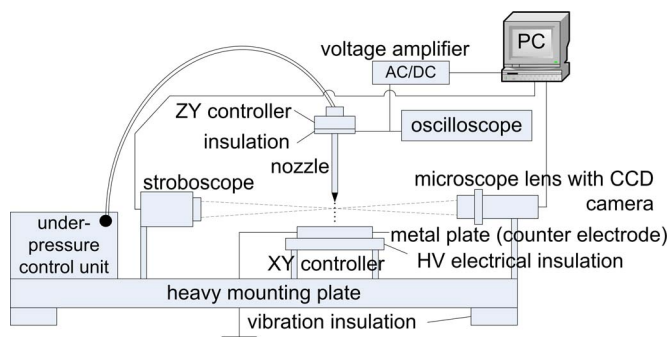 PC
voltage amplifier
AC/DC
ZY controller
insulation
oscilloscope
nozzle
stroboscope
microscope lens with CCD
camera
under-
pressure
control unit
metal plate (counter electrode)
HV electrical insulation
XY controller
heavy mounting plate
vibration insulation